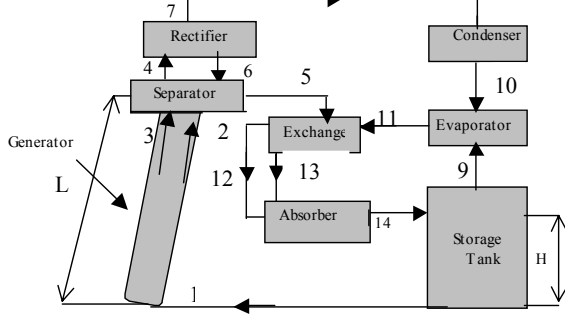 7
Rectifier
Condenser
4
6
5
10
Separator
3
2
Exchange
11
Evaporator
Generator
L
12
13
9
Absorber
14
Storage
Tank
H
1